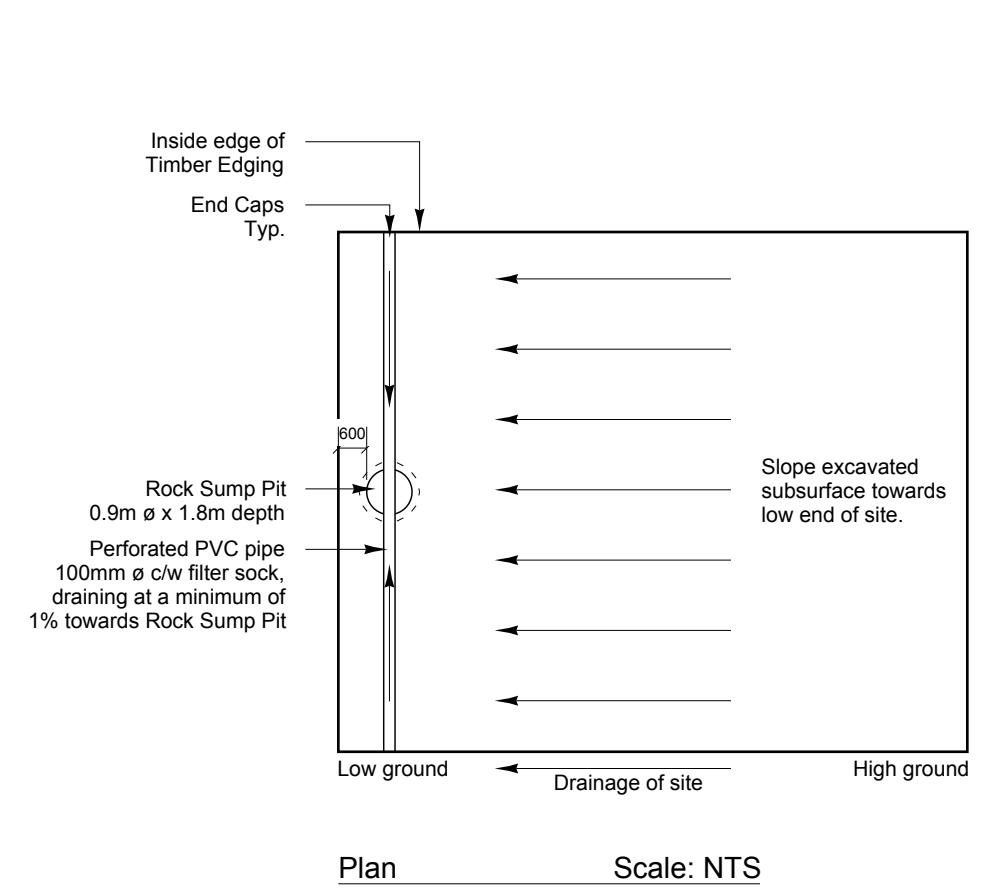 Inside edge of
Timber Edging
End Caps
Typ.
600
Rock Sump Pit
0.9m ø x 1.8m depth
Perforated PVC pipe
100mm ø c/w filter sock,
draining at a minimum of
1% towards Rock Sump Pit
Slope excavated
subsurface towards
low end of site.
Low ground
Drainage of site
High ground
Plan Scale: NTS